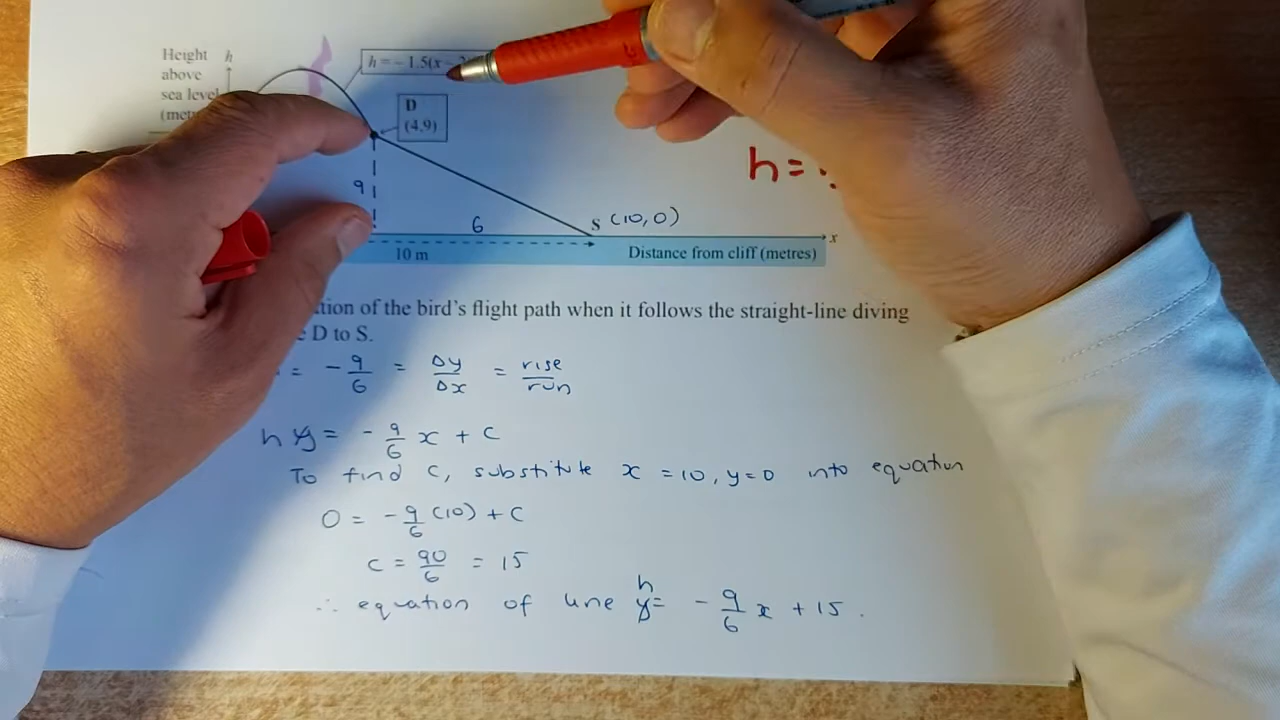 Height h
above
sea level
h = – 1.5(x –
D
(4,9)
h =
9
6
S (10,0)
x
10 m
Distance from cliff (metres)
of the bird's flight path when it follows the straight-line diving
D to S.
= - 9/6 = Δy/Δx = rise/run
h y = - 9/6 x + c
To find c, substitute x = 10, y = 0 into equation
0 = - 9/6 (10) + c
c = 90/6 = 15
∴ equation of line h y = - 9/6 x + 15.